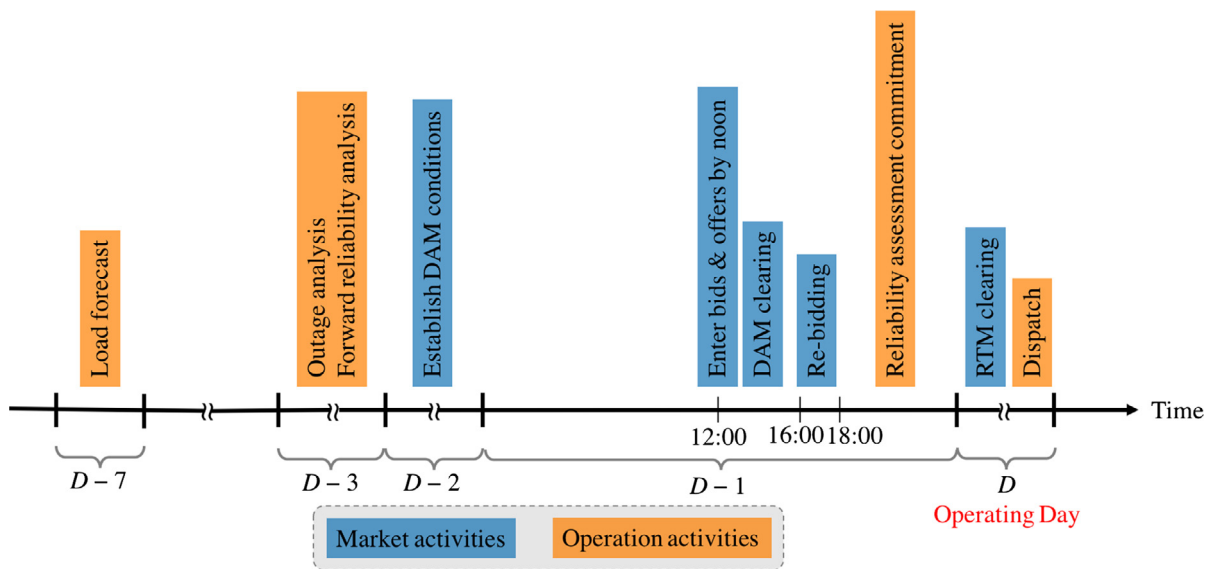 Load forecast
Outage analysis
Forward reliability analysis
Establish DAM conditions
Enter bids & offers by noon
DAM clearing
Re-bidding
Reliability assessment commitment
RTM clearing
Dispatch
Time
12:00
16:00
18:00
D − 7
D − 3
D − 2
D − 1
D
Operating Day
Market activities
Operation activities